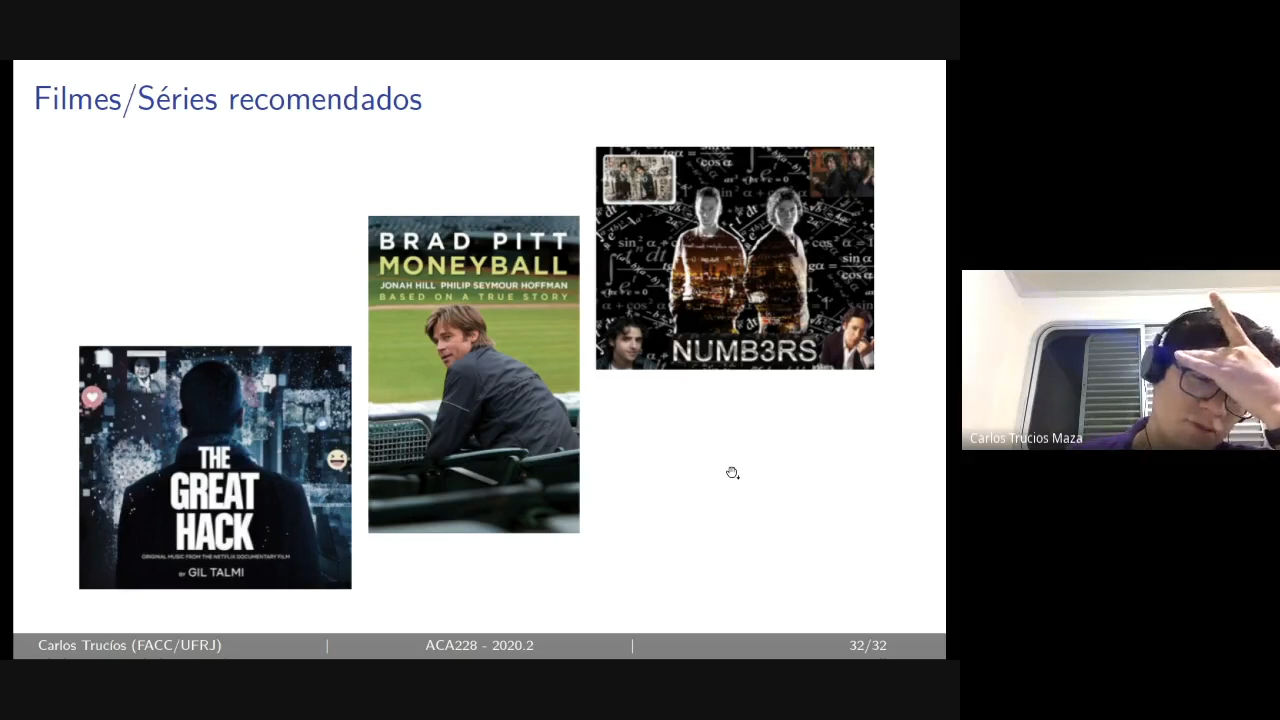 Filmes/Séries recomendados
THE
GREAT
HACK
ORIGINAL MUSIC FROM THE NETFLIX DOCUMENTARY FILM
BY GIL TALMI
BRAD PITT
MONEYBALL
JONAH HILL PHILIP SEYMOUR HOFFMAN
BASED ON A TRUE STORY
NUMB3RS
Carlos Trucios Maza
Carlos Trucíos (FACC/UFRJ) | ACA228 - 2020.2 | 32/32